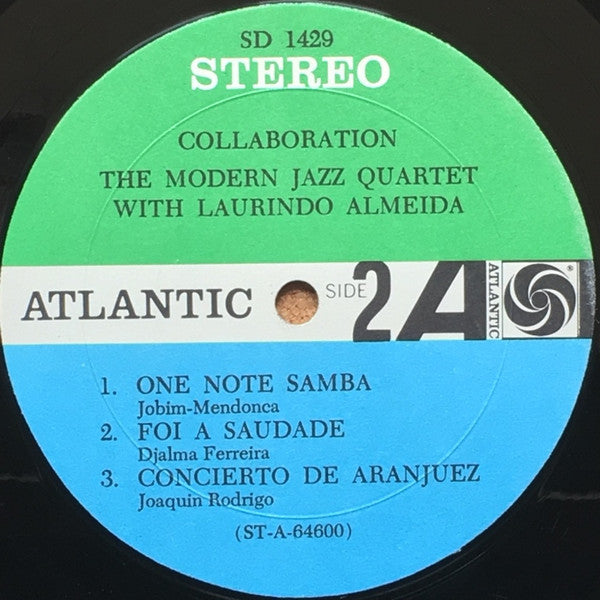 SD 1429
STEREO
COLLABORATION
THE MODERN JAZZ QUARTET
WITH LAURINDO ALMEIDA
ATLANTIC SIDE 2 A ATLANTIC ®
1. ONE NOTE SAMBA
Jobim-Mendonca
2. FOI A SAUDADE
Djalma Ferreira
3. CONCIERTO DE ARANJUEZ
Joaquin Rodrigo
(ST-A-64600)